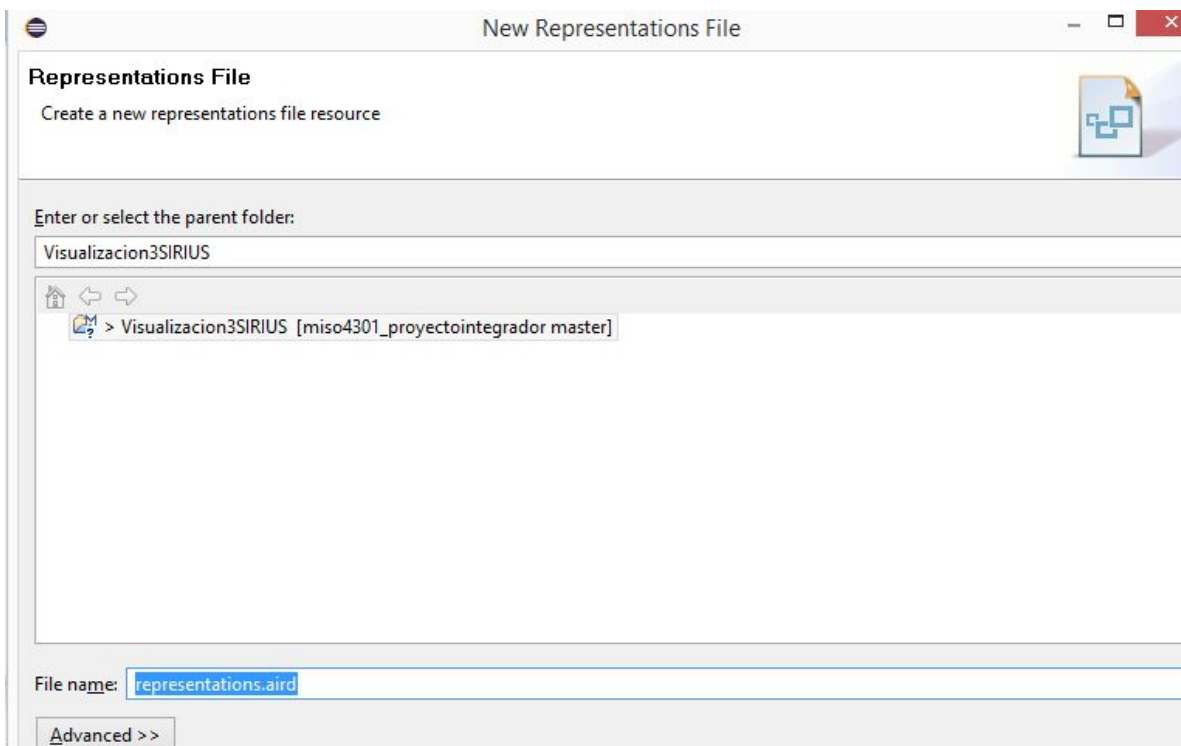 New Representations File
Representations File
Create a new representations file resource
Enter or select the parent folder:
Visualizacion3SIRIUS
> Visualizacion3SIRIUS [miso4301_proyectointegrador master]
File name: representations.aird
Advanced >>